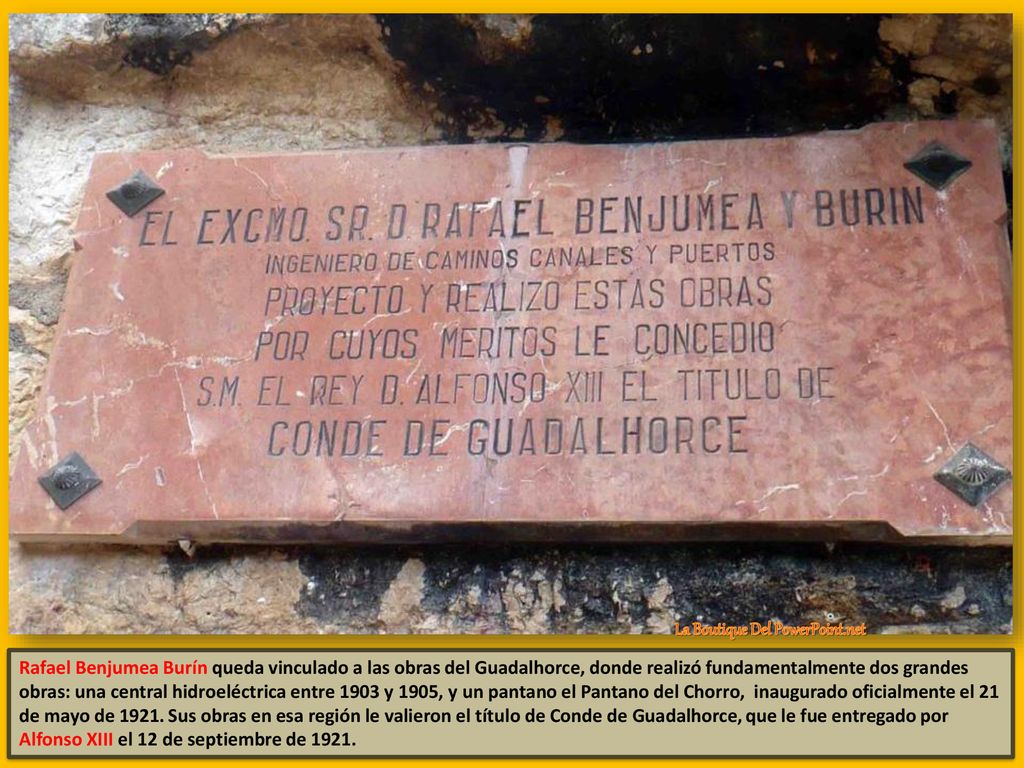 EL EXCMO. SR. D. RAFAEL BENJUMEA Y BURIN
INGENIERO DE CAMINOS CANALES Y PUERTOS
PROYECTO Y REALIZO ESTAS OBRAS
POR CUYOS MERITOS LE CONCEDIO
S.M. EL REY D. ALFONSO XIII EL TITULO DE
CONDE DE GUADALHORCE
La Boutique Del PowerPoint.net
Rafael Benjumea Burín queda vinculado a las obras del Guadalhorce, donde realizó fundamentalmente dos grandes
obras: una central hidroeléctrica entre 1903 y 1905, y un pantano el Pantano del Chorro,  inaugurado oficialmente el 21
de mayo de 1921. Sus obras en esa región le valieron el título de Conde de Guadalhorce, que le fue entregado por
Alfonso XIII el 12 de septiembre de 1921.